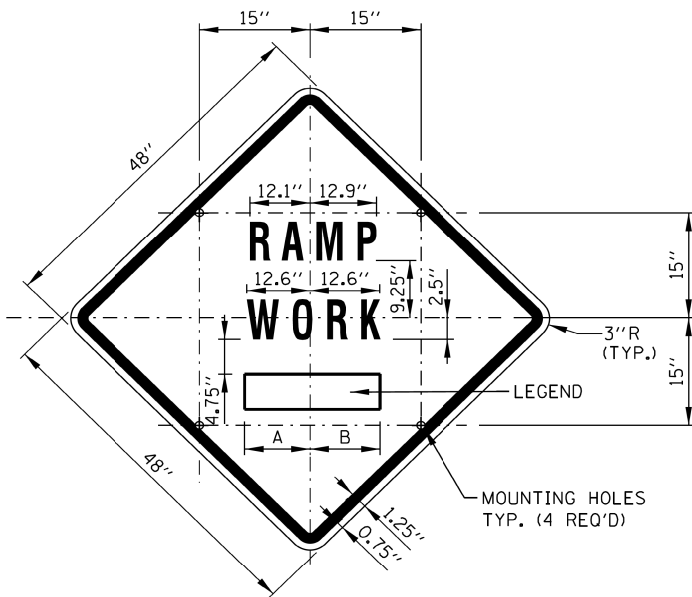 15'' 15''
48''
12.1'' 12.9''
RAMP
12.6'' 12.6''
9.25'' 2.5'' 15''
WORK
3''R
(TYP.)
4.75'' 15''
LEGEND
A B
48''
MOUNTING HOLES
TYP. (4 REQ'D)
1.25''
0.75''